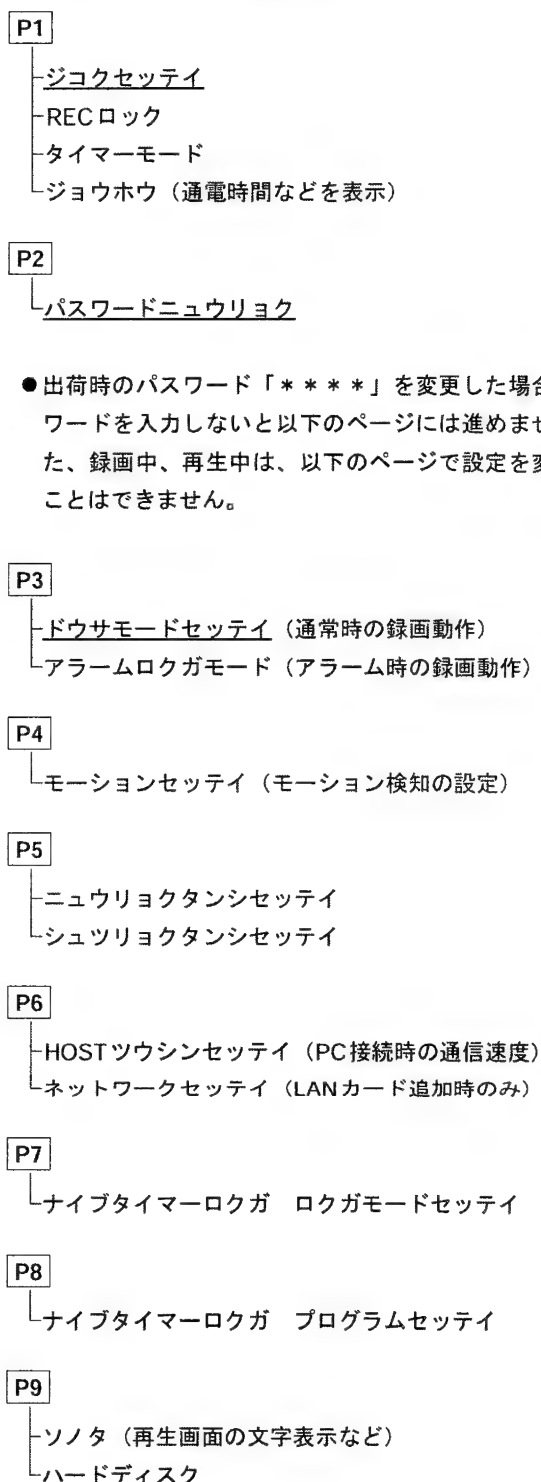 P1
ジコクセッテイ
RECロック
タイマーモード
ジョウホウ（通電時間などを表示）
P2
パスワードニュウリョク
●出荷時のパスワード「＊＊＊＊」を変更した場合
ワードを入力しないと以下のページには進めませ
た、録画中、再生中は、以下のページで設定を変
ことはできません。
P3
ドウサモードセッテイ（通常時の録画動作）
アラームロクガモード（アラーム時の録画動作）
P4
モーションセッテイ（モーション検知の設定）
P5
ニュウリョクタンシセッテイ
シュツリョクタンシセッテイ
P6
HOSTツウシンセッテイ（PC接続時の通信速度）
ネットワークセッテイ（LANカード追加時のみ）
P7
ナイブタイマーロクガ　ロクガモードセッテイ
P8
ナイブタイマーロクガ　プログラムセッテイ
P9
ソノタ（再生画面の文字表示など）
ハードディスク